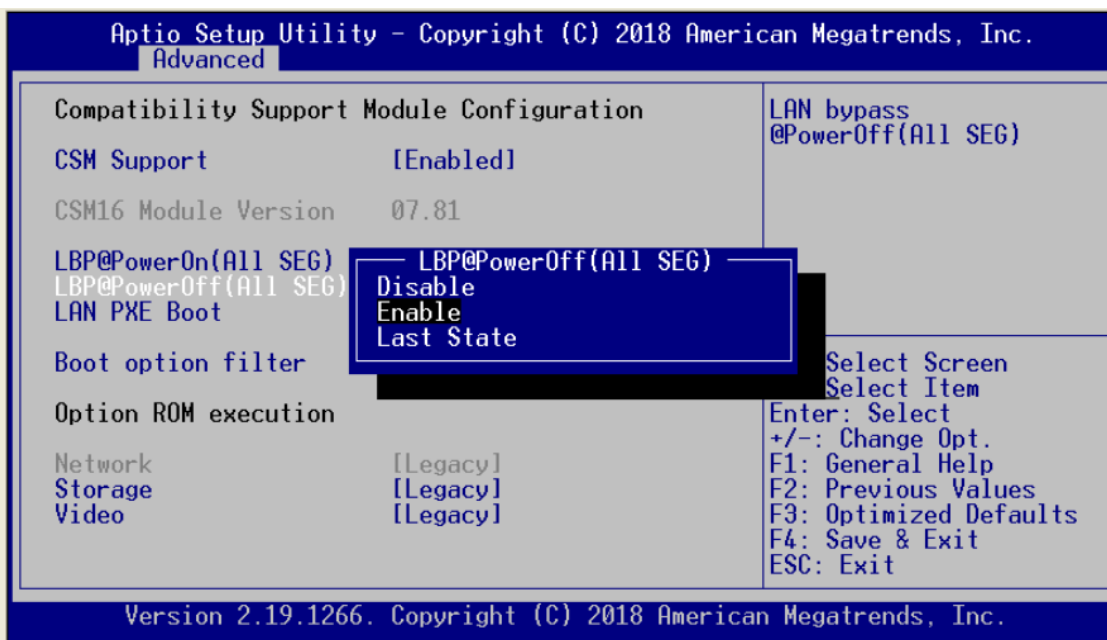 Aptio Setup Utility – Copyright (C) 2018 American Megatrends, Inc.
Advanced
Compatibility Support Module Configuration
CSM Support [Enabled]
CSM16 Module Version 07.81
LBP@PowerOn(All SEG)
LBP@PowerOff(All SEG)
LAN PXE Boot
Boot option filter
Option ROM execution
Network [Legacy]
Storage [Legacy]
Video [Legacy]
LBP@PowerOff(All SEG)
Disable
Enable
Last State
LAN bypass
@PowerOff(All SEG)
Select Screen
Select Item
Enter: Select
+/-: Change Opt.
F1: General Help
F2: Previous Values
F3: Optimized Defaults
F4: Save & Exit
ESC: Exit
Version 2.19.1266. Copyright (C) 2018 American Megatrends, Inc.